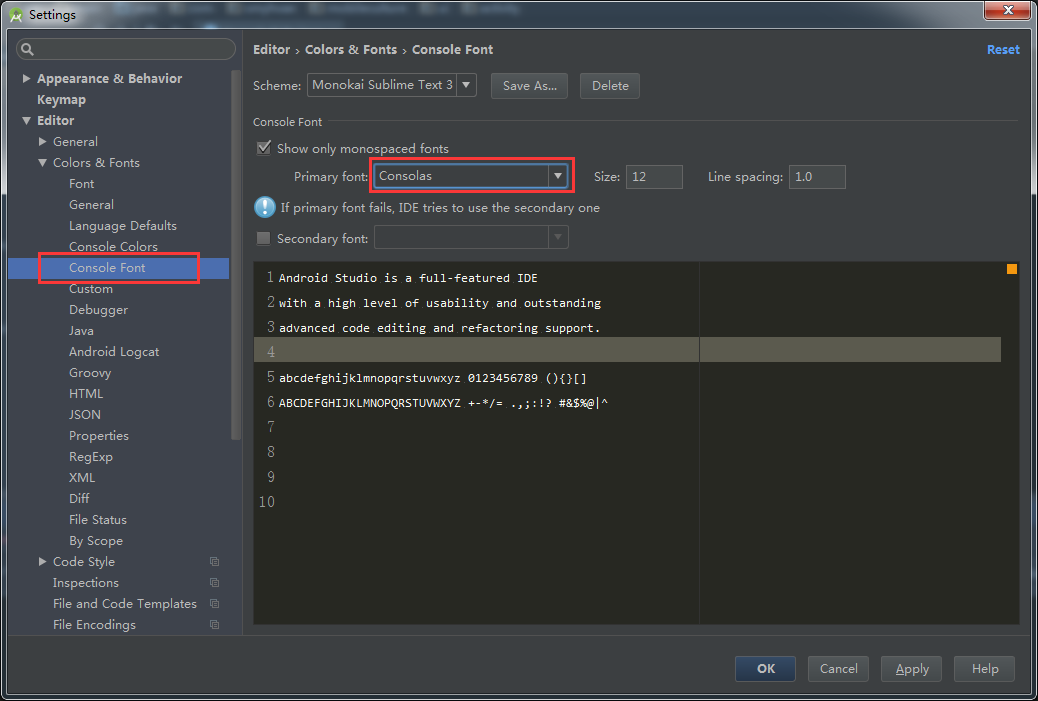 Settings
Appearance & Behavior
Keymap
Editor
General
Colors & Fonts
Font
General
Language Defaults
Console Colors
Console Font
Custom
Debugger
Java
Android Logcat
Groovy
HTML
JSON
Properties
RegExp
XML
Diff
File Status
By Scope
Code Style
Inspections
File and Code Templates
File Encodings
Editor › Colors & Fonts › Console Font
Reset
Scheme: Monokai Sublime Text 3 Save As... Delete
Console Font
Show only monospaced fonts
Primary font: Consolas Size: 12 Line spacing: 1.0
If primary font fails, IDE tries to use the secondary one
Secondary font:
1 Android Studio is a full-featured IDE
2 with a high level of usability and outstanding
3 advanced code editing and refactoring support.
4
5 abcdefghijklmnopqrstuvwxyz 0123456789 (){}[]
6 ABCDEFGHIJKLMNOPQRSTUVWXYZ +-*/= .,;:!? #&$%@|^
7
8
9
10
OK Cancel Apply Help